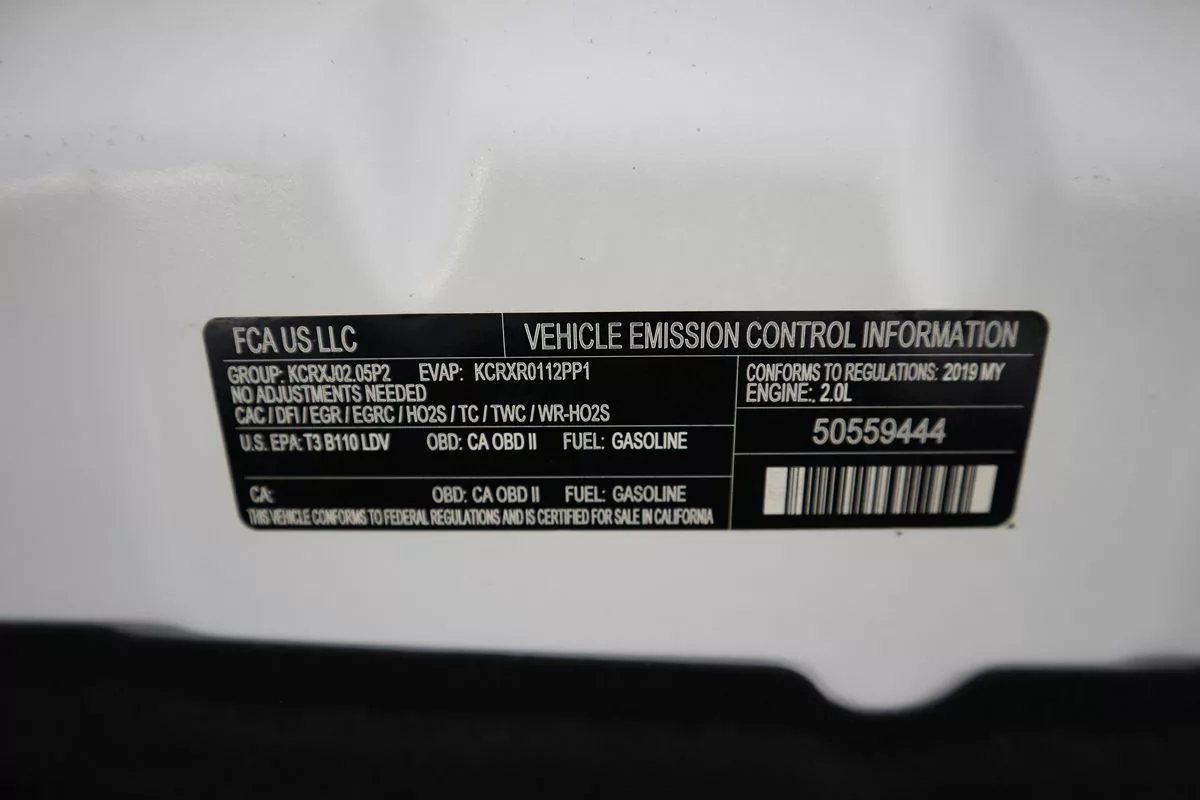 FCA US LLC
VEHICLE EMISSION CONTROL INFORMATION
GROUP: KCRXJ02.05P2 EVAP: KCRXR0112PP1
NO ADJUSTMENTS NEEDED
CAC / DFI / EGR / EGRC / HO2S / TC / TWC / WR-HO2S
U.S. EPA: T3 B110 LDV OBD: CA OBD II FUEL: GASOLINE
CA: OBD: CA OBD II FUEL: GASOLINE
THIS VEHICLE CONFORMS TO FEDERAL REGULATIONS AND IS CERTIFIED FOR SALE IN CALIFORNIA
CONFORMS TO REGULATIONS: 2019 MY
ENGINE: 2.0L
50559444